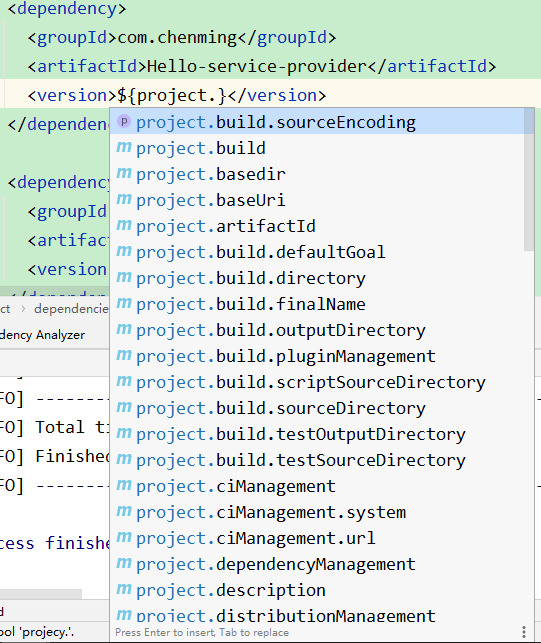 <dependency>
<groupId>com.chenming</groupId>
<artifactId>Hello-service-provider</artifactId>
<version>${project.}</version>
</dependenc
p project.build.sourceEncoding
m project.build
m project.basedir
m project.baseUri
m project.artifactId
m project.build.defaultGoal
m project.build.directory
m project.build.finalName
m project.build.outputDirectory
m project.build.pluginManagement
m project.build.scriptSourceDirectory
m project.build.sourceDirectory
m project.build.testOutputDirectory
m project.build.testSourceDirectory
m project.ciManagement
m project.ciManagement.system
m project.ciManagement.url
m project.dependencyManagement
m project.description
m project.distributionManagement
Press Enter to insert, Tab to replace
<dependency
<groupId
<artifact
<version
ct > dependencie
dency Analyzer
FO] ---------
FO] Total ti
FO] Finished
FO] ---------
cess finishe
d
ool 'projecy.'.